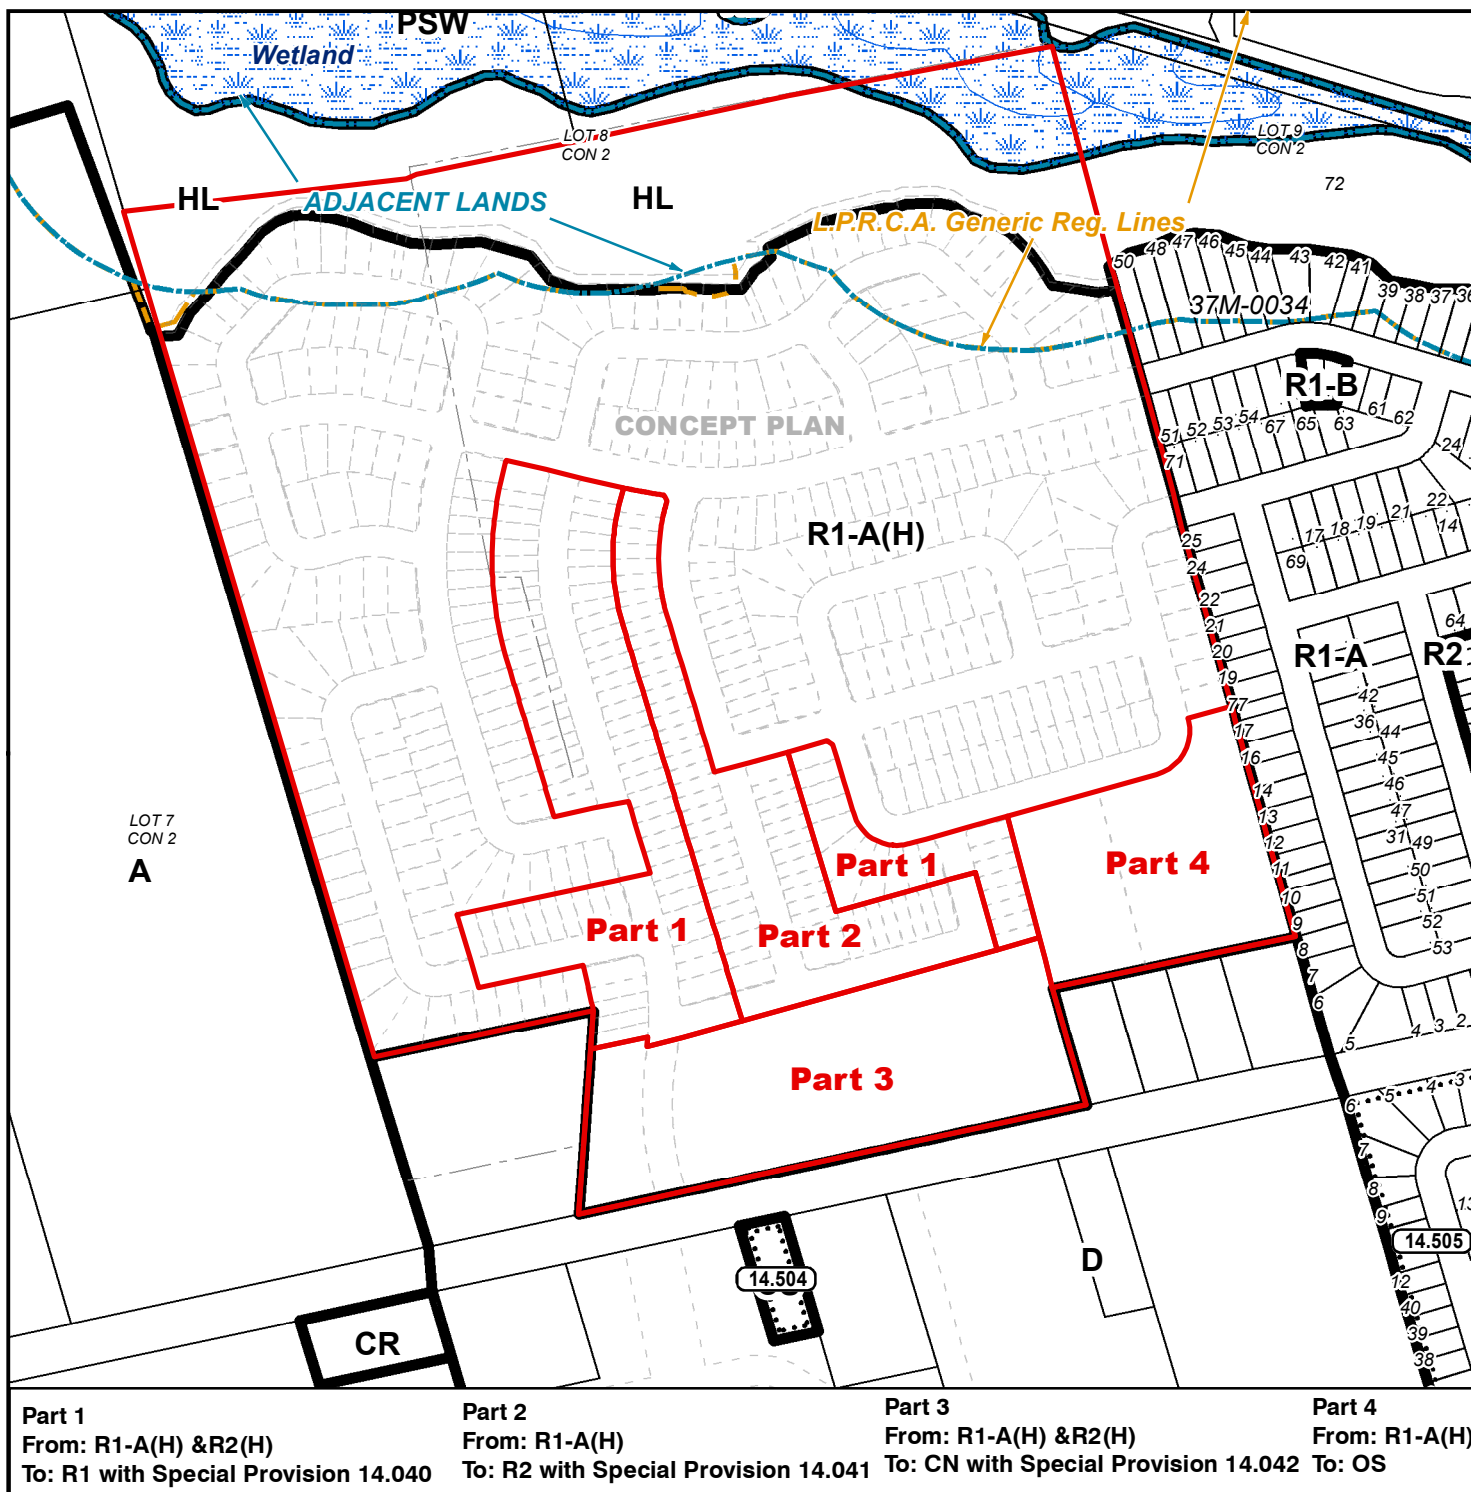 PSW
Wetland
LOT 8
CON 2
LOT 9
CON 2
72
HL
ADJACENT LANDS
HL
L.P.R.C.A. Generic Reg. Lines
50
48
47
46
45
44
43
42
41
39
38
37
36
37M-0034
R1-B
CONCEPT PLAN
51
52
53
54
67
65
63
61
62
71
24
R1-A(H)
25
24
22
21
20
19
77
17
16
14
13
12
11
10
9
8
7
6
5
4
3
2
17
18
19
21
22
14
69
64
R1-A
R2
42
36
44
45
46
47
31
49
50
51
52
53
LOT 7
CON 2
A
Part 1
Part 4
Part 1
Part 2
Part 3
6
5
4
3
7
8
9
13
14.505
12
40
39
38
14.504
D
CR
Part 1
From: R1-A(H) &R2(H)
To: R1 with Special Provision 14.040
Part 2
From: R1-A(H)
To: R2 with Special Provision 14.041
Part 3
From: R1-A(H) &R2(H)
To: CN with Special Provision 14.042
Part 4
From: R1-A(H)
To: OS